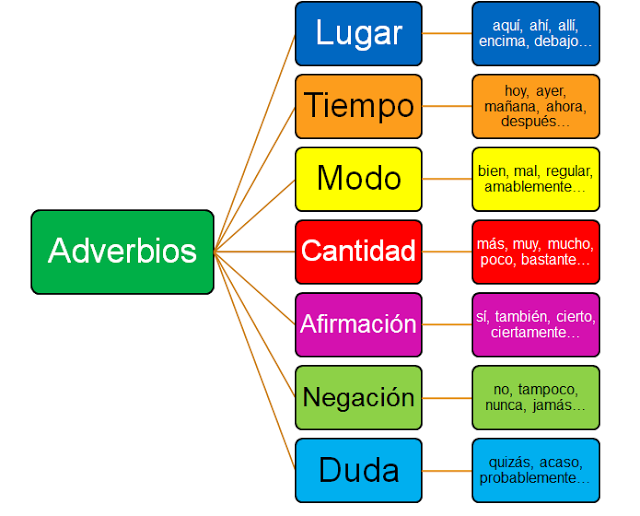 Adverbios
Lugar
aquí, ahí, allí,
encima, debajo...
Tiempo
hoy, ayer,
mañana, ahora,
después...
Modo
bien, mal, regular,
amablemente...
Cantidad
más, muy, mucho,
poco, bastante...
Afirmación
sí, también, cierto,
ciertamente...
Negación
no, tampoco,
nunca, jamás...
Duda
quizás, acaso,
probablemente...